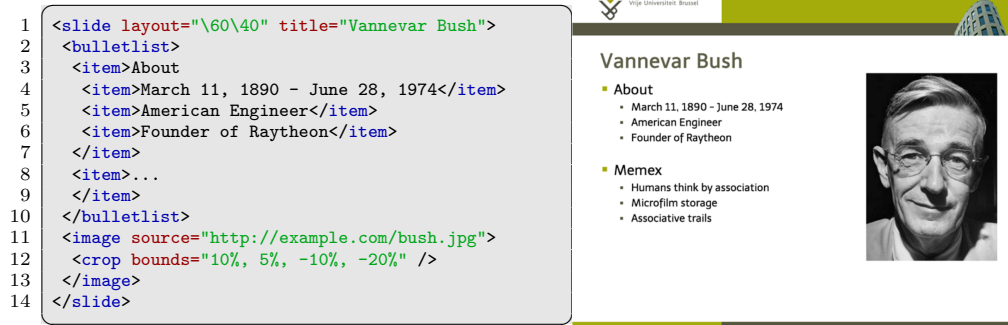 1 <slide layout="\60\40" title="Vannevar Bush">
2 <bulletlist>
3 <item>About
4 <item>March 11, 1890 - June 28, 1974</item>
5 <item>American Engineer</item>
6 <item>Founder of Raytheon</item>
7 </item>
8 <item>...
9 </item>
10 </bulletlist>
11 <image source="http://example.com/bush.jpg">
12 <crop bounds="10%, 5%, -10%, -20%" />
13 </image>
14 </slide>
Vrije Universiteit Brussel
Vannevar Bush
▪ About
▪ March 11, 1890 – June 28, 1974
▪ American Engineer
▪ Founder of Raytheon
▪ Memex
▪ Humans think by association
▪ Microfilm storage
▪ Associative trails